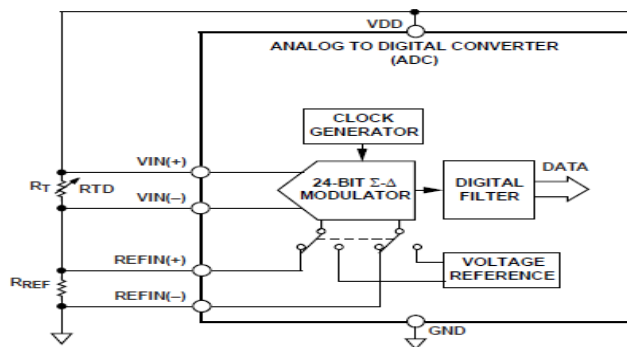 VDD
ANALOG TO DIGITAL CONVERTER
(ADC)
CLOCK
GENERATOR
VIN(+)
RT
RTD
VIN(–)
24-BIT Σ-Δ
MODULATOR
DIGITAL
FILTER
DATA
REFIN(+)
VOLTAGE
REFERENCE
RREF
REFIN(–)
GND